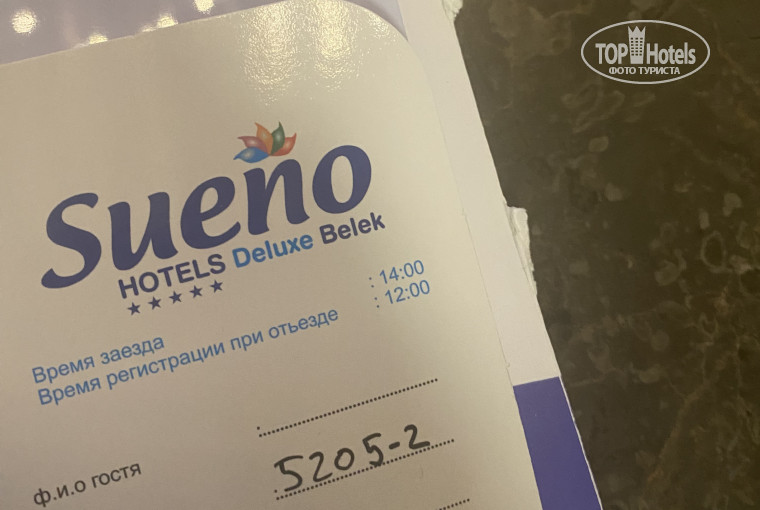 TOP Hotels
ФОТО ТУРИСТА
Sueno
HOTELS Deluxe Belek
Время заезда : 14:00
Время регистрации при отьезде : 12:00
ф.и.о гостя
5205-2